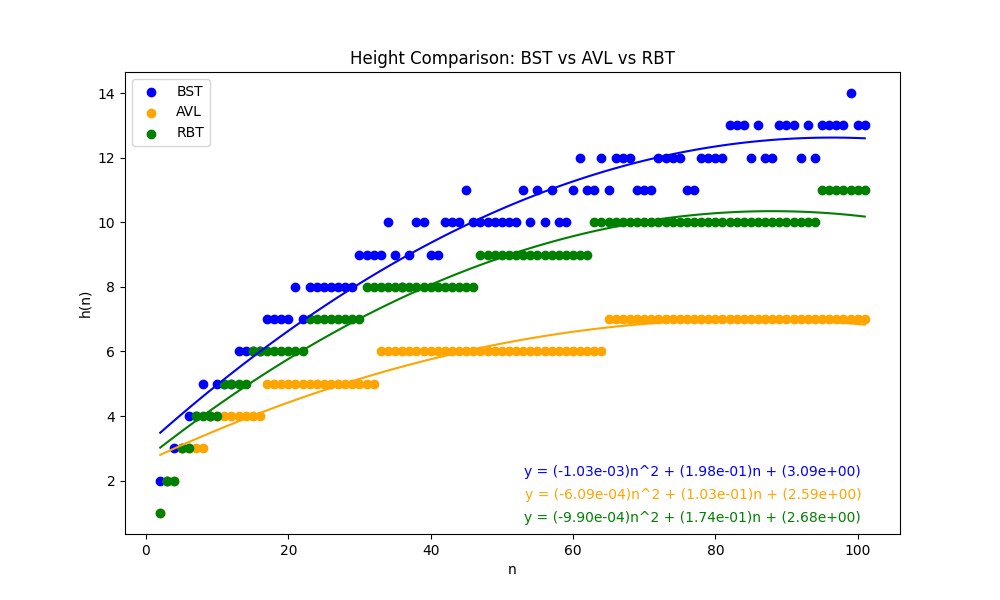 Height Comparison: BST vs AVL vs RBT
BST
AVL
RBT
14
12
10
8
6
4
2
h(n)
y = (-1.03e-03)n^2 + (1.98e-01)n + (3.09e+00)
y = (-6.09e-04)n^2 + (1.03e-01)n + (2.59e+00)
y = (-9.90e-04)n^2 + (1.74e-01)n + (2.68e+00)
0 20 40 60 80 100
n